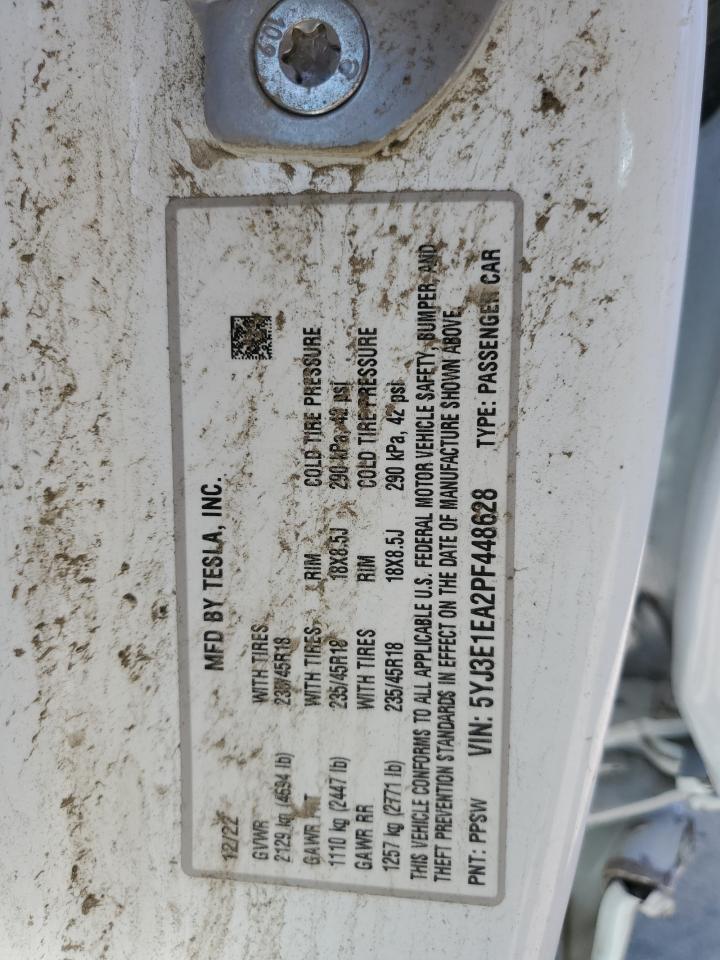 10.9
MFD BY TESLA, INC.
12/22
GVWR WITH TIRES
2129 kg (4694 lb) 235/45R18
GAWR WITH TIRES RIM COLD TIRE PRESSURE
1110 kg (2447 lb) 235/45R18 18X8.5J 290 kPa, 42 psi
GAWR RR WITH TIRES RIM COLD TIRE PRESSURE
1257 kg (2771 lb) 235/45R18 18X8.5J 290 kPa, 42 psi
THIS VEHICLE CONFORMS TO ALL APPLICABLE U.S. FEDERAL MOTOR VEHICLE SAFETY, BUMPER, AND
THEFT PREVENTION STANDARDS IN EFFECT ON THE DATE OF MANUFACTURE SHOWN ABOVE.
PNT: PPSW VIN: 5YJ3E1EA2PF448628 TYPE: PASSENGER CAR